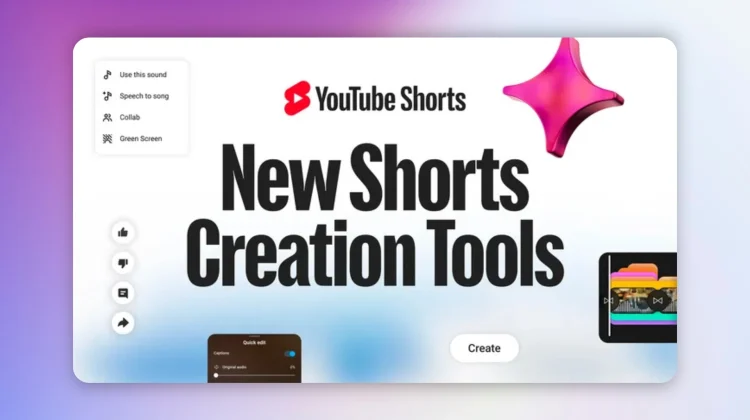 Use this sound
Speech to song
Collab
Green Screen
YouTube Shorts
New Shorts
Creation Tools
Quick edit
Captions
Original audio
Create